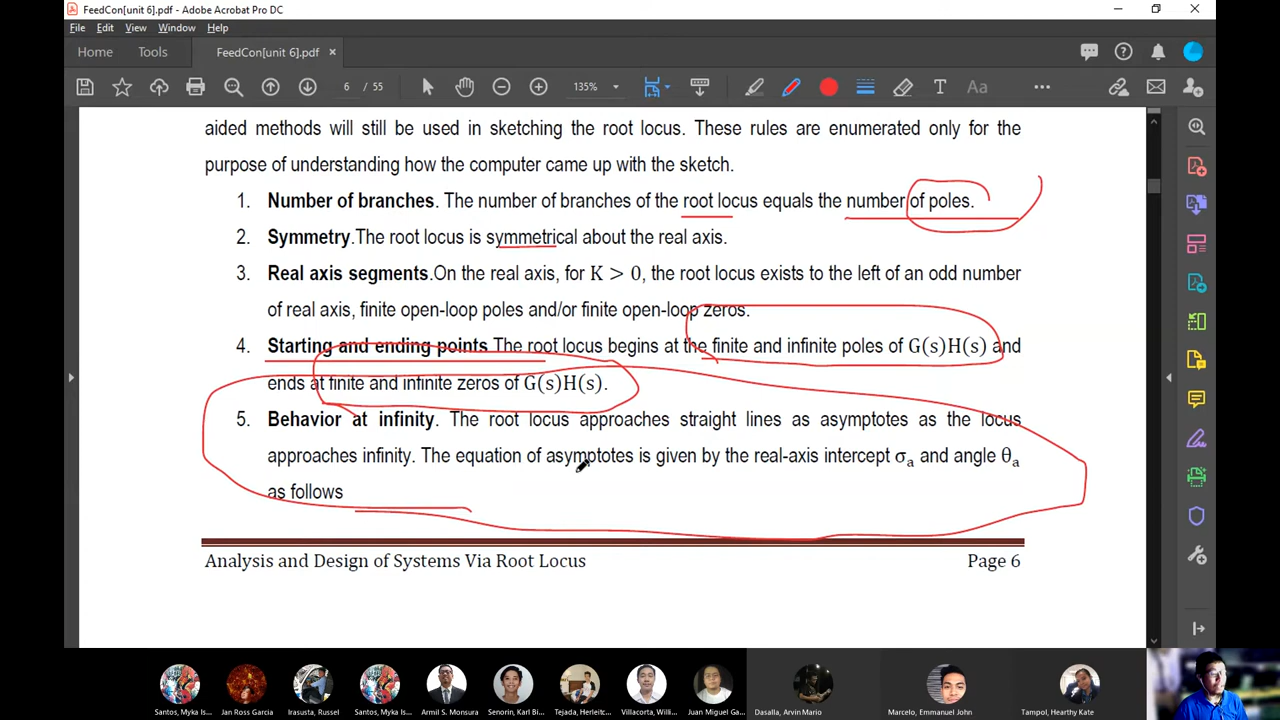 FeedCon[unit 6].pdf - Adobe Acrobat Pro DC
File Edit View Window Help
Home Tools FeedCon[unit 6].pdf ×
6 / 55 135%
aided methods will still be used in sketching the root locus. These rules are enumerated only for the
purpose of understanding how the computer came up with the sketch.
1. Number of branches. The number of branches of the root locus equals the number of poles.
2. Symmetry.The root locus is symmetrical about the real axis.
3. Real axis segments.On the real axis, for K > 0, the root locus exists to the left of an odd number
of real axis, finite open-loop poles and/or finite open-loop zeros.
4. Starting and ending points.The root locus begins at the finite and infinite poles of G(s)H(s) and
ends at finite and infinite zeros of G(s)H(s).
5. Behavior at infinity. The root locus approaches straight lines as asymptotes as the locus
approaches infinity. The equation of asymptotes is given by the real-axis intercept σₐ and angle θₐ
as follows
Analysis and Design of Systems Via Root Locus Page 6
Santos, Myka Is... Jan Ross Garcia Irasusta, Russel Santos, Myka Is... Armil S. Monsura Senorin, Karl Bi... Tejada, Herleitc... Villacorta, Willi... Juan Miguel Ga... Dasalla, Arvin Mario Marcelo, Emmanuel John Tampol, Hearthy Kate